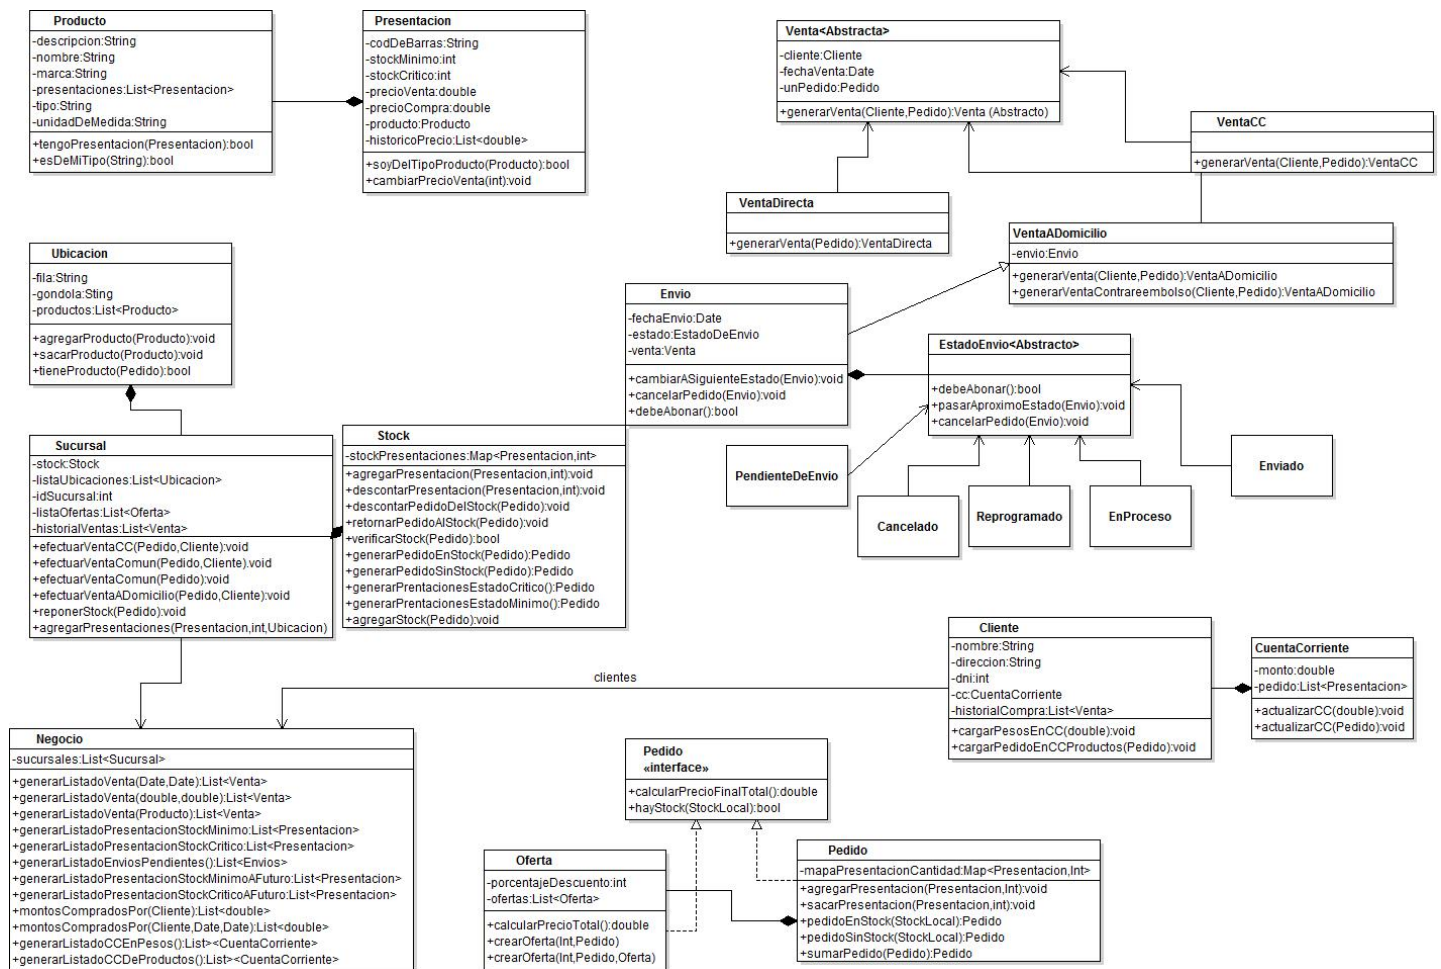 Producto
-descripcion:String
-nombre:String
-marca:String
-presentaciones:List<Presentacion>
-tipo:String
-unidadDeMedida:String
+tengoPresentacion(Presentacion):bool
+esDeMiTipo(String):bool
Presentacion
-codDeBarras:String
-stockMinimo:int
-stockCritico:int
-precioVenta:double
-precioCompra:double
-producto:Producto
-historicoPrecio:List<double>
+soyDelTipoProducto(Producto):bool
+cambiarPrecioVenta(int):void
Venta<Abstracta>
-cliente:Cliente
-fechaVenta:Date
-unPedido:Pedido
+generarVenta(Cliente,Pedido):Venta (Abstracto)
VentaCC
+generarVenta(Cliente,Pedido):VentaCC
VentaDirecta
+generarVenta(Pedido):VentaDirecta
VentaADomicilio
-envio:Envio
+generarVenta(Cliente,Pedido):VentaADomicilio
+generarVentaContrareembolso(Cliente,Pedido):VentaADomicilio
Ubicacion
-fila:String
-gondola:Sting
-productos:List<Producto>
+agregarProducto(Producto):void
+sacarProducto(Producto):void
+tieneProducto(Pedido):bool
Envio
-fechaEnvio:Date
-estado:EstadoDeEnvio
-venta:Venta
+cambiarASiguienteEstado(Envio):void
+cancelarPedido(Envio):void
+debeAbonar():bool
EstadoEnvio<Abstracto>
+debeAbonar():bool
+pasarAproximoEstado(Envio):void
+cancelarPedido(Envio):void
PendienteDeEnvio
Cancelado
Reprogramado
EnProceso
Enviado
Sucursal
-stock:Stock
-listaUbicaciones:List<Ubicacion>
-idSucursal:int
-listaOfertas:List<Oferta>
-historialVentas:List<Venta>
+efectuarVentaCC(Pedido,Cliente):void
+efectuarVentaComun(Pedido,Cliente).void
+efectuarVentaComun(Pedido):void
+efectuarVentaADomicilio(Pedido,Cliente):void
+reponerStock(Pedido):void
+agregarPresentaciones(Presentacion,int,Ubicacion)
Stock
-stockPresentaciones:Map<Presentacion,int>
+agregarPresentacion(Presentacion,int):void
+descontarPresentacion(Presentacion,int):void
+descontarPedidoDelStock(Pedido):void
+retornarPedidoAlStock(Pedido):void
+verificarStock(Pedido):bool
+generarPedidoEnStock(Pedido):Pedido
+generarPedidoSinStock(Pedido):Pedido
+generarPrentacionesEstadoCritico():Pedido
+generarPrentacionesEstadoMinimo():Pedido
+agregarStock(Pedido):void
clientes
Cliente
-nombre:String
-direccion:String
-dni:int
-cc:CuentaCorriente
-historialCompra:List<Venta>
+cargarPesosEnCC(double):void
+cargarPedidoEnCCProductos(Pedido):void
CuentaCorriente
-monto:double
-pedido:List<Presentacion>
+actualizarCC(double):void
+actualizarCC(Pedido):void
Negocio
-sucursales:List<Sucursal>
+generarListadoVenta(Date,Date):List<Venta>
+generarListadoVenta(double,double):List<Venta>
+generarListadoVenta(Producto):List<Venta>
+generarListadoPresentacionStockMinimo:List<Presentacion>
+generarListadoPresentacionStockCritico:List<Presentacion>
+generarListadoEnviosPendientes():List<Envios>
+generarListadoPresentacionStockMinimoAFuturo:List<Presentacion>
+generarListadoPresentacionStockCriticoAFuturo:List<Presentacion>
+montosCompradosPor(Cliente):List<double>
+montosCompradosPor(Cliente,Date,Date):List<double>
+generarListadoCCEnPesos():List><CuentaCorriente>
+generarListadoCCDeProductos():List><CuentaCorriente>
Pedido
«interface»
+calcularPrecioFinalTotal():double
+hayStock(StockLocal):bool
Oferta
-porcentajeDescuento:int
-ofertas:List<Oferta>
+calcularPrecioTotal():double
+crearOferta(Int,Pedido)
+crearOferta(Int,Pedido,Oferta)
Pedido
-mapaPresentacionCantidad:Map<Presentacion,Int>
+agregarPresentacion(Presentacion,Int):void
+sacarPresentacion(Presentacion,int):void
+pedidoEnStock(StockLocal):Pedido
+pedidoSinStock(StockLocal):Pedido
+sumarPedido(Pedido):Pedido